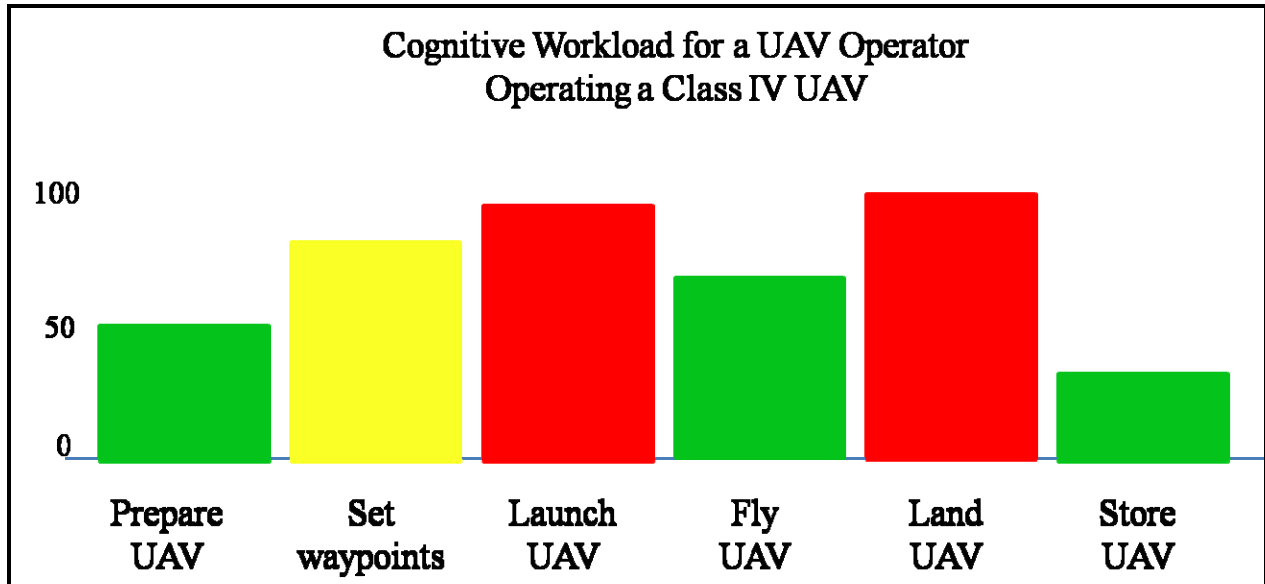 Cognitive Workload for a UAV Operator
Operating a Class IV UAV
100
50
0
Prepare UAV
Set waypoints
Launch UAV
Fly UAV
Land UAV
Store UAV